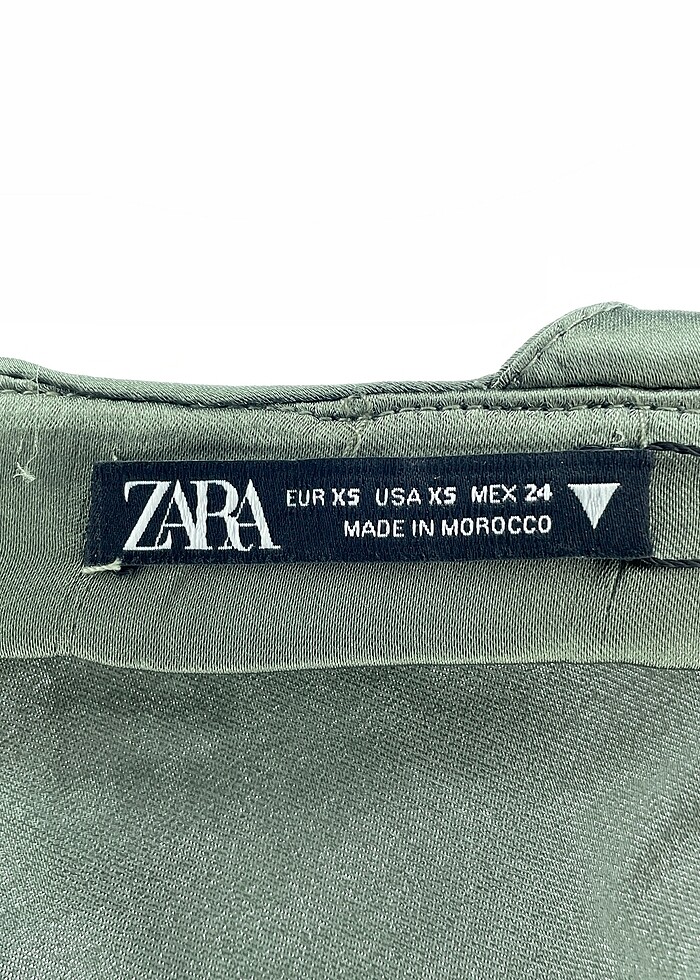 ZARA
EUR XS USA XS MEX 24
MADE IN MOROCCO